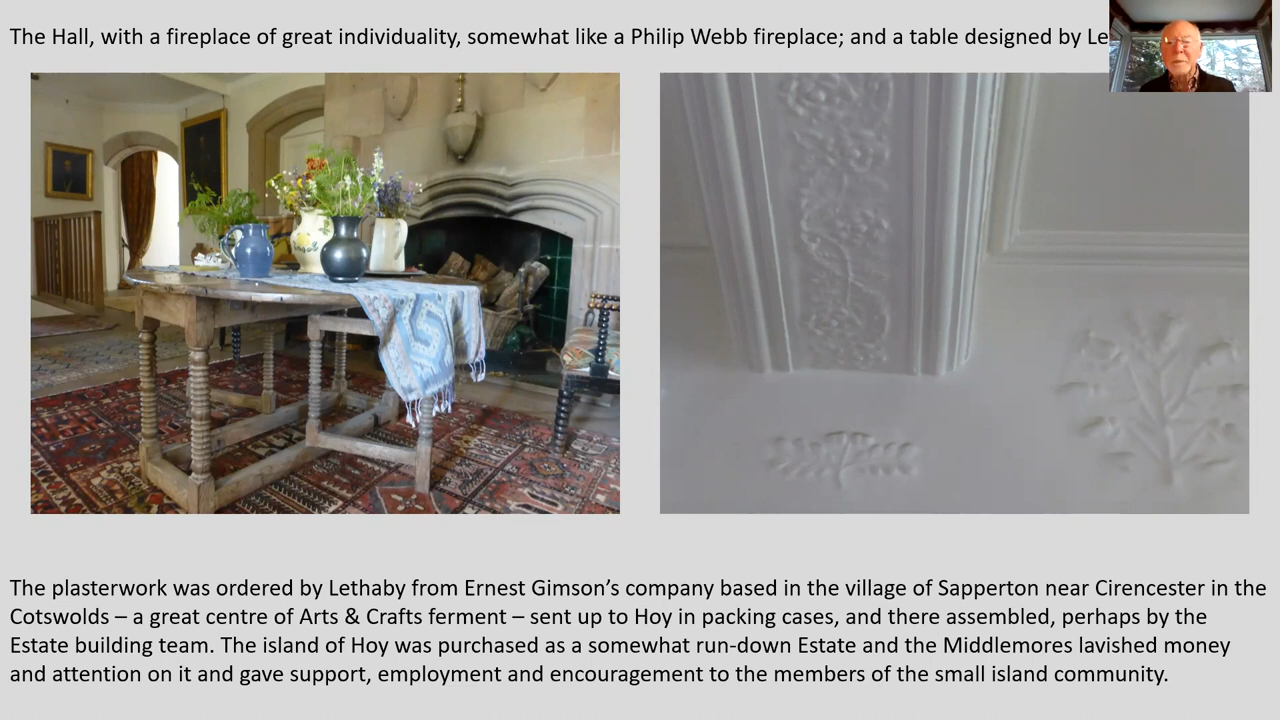 The Hall, with a fireplace of great individuality, somewhat like a Philip Webb fireplace; and a table designed by
The plasterwork was ordered by Lethaby from Ernest Gimson’s company based in the village of Sapperton near Cirencester in the
Cotswolds – a great centre of Arts & Crafts ferment – sent up to Hoy in packing cases, and there assembled, perhaps by the
Estate building team. The island of Hoy was purchased as a somewhat run-down Estate and the Middlemores lavished money
and attention on it and gave support, employment and encouragement to the members of the small island community.